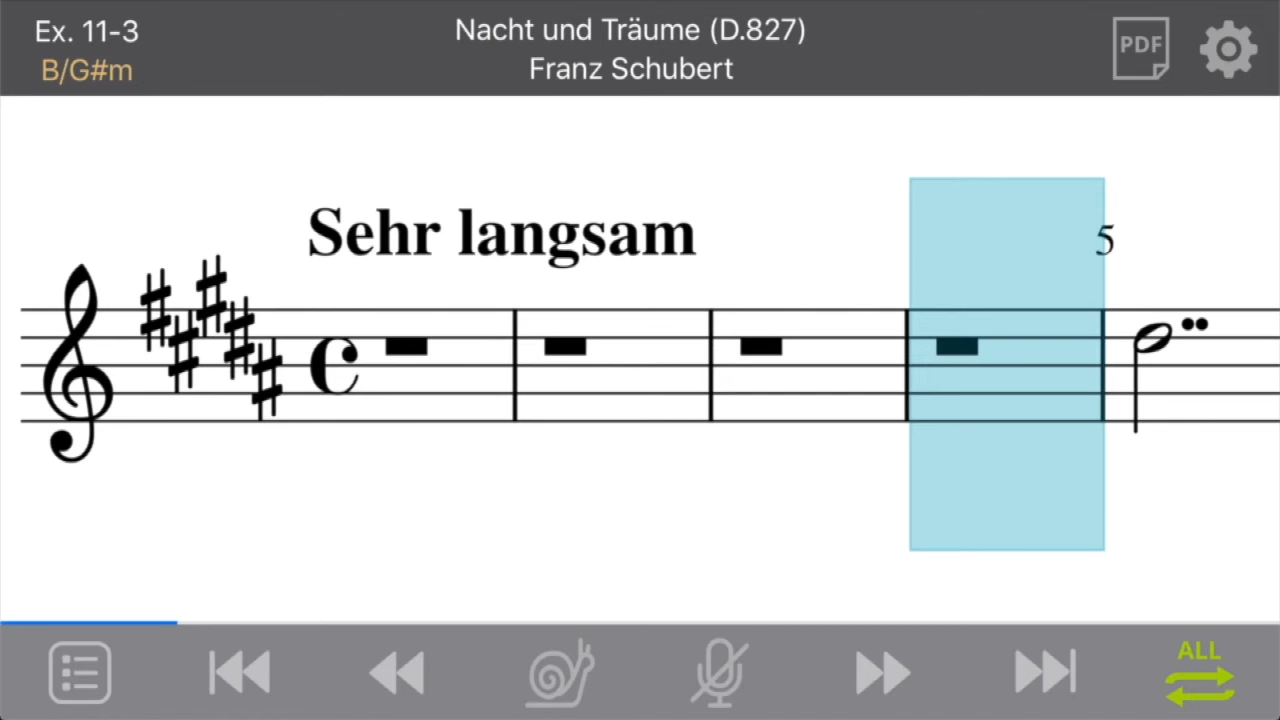 Ex. 11-3
B/G#m
Nacht und Träume (D.827)
Franz Schubert
PDF
Sehr langsam
5
ALL